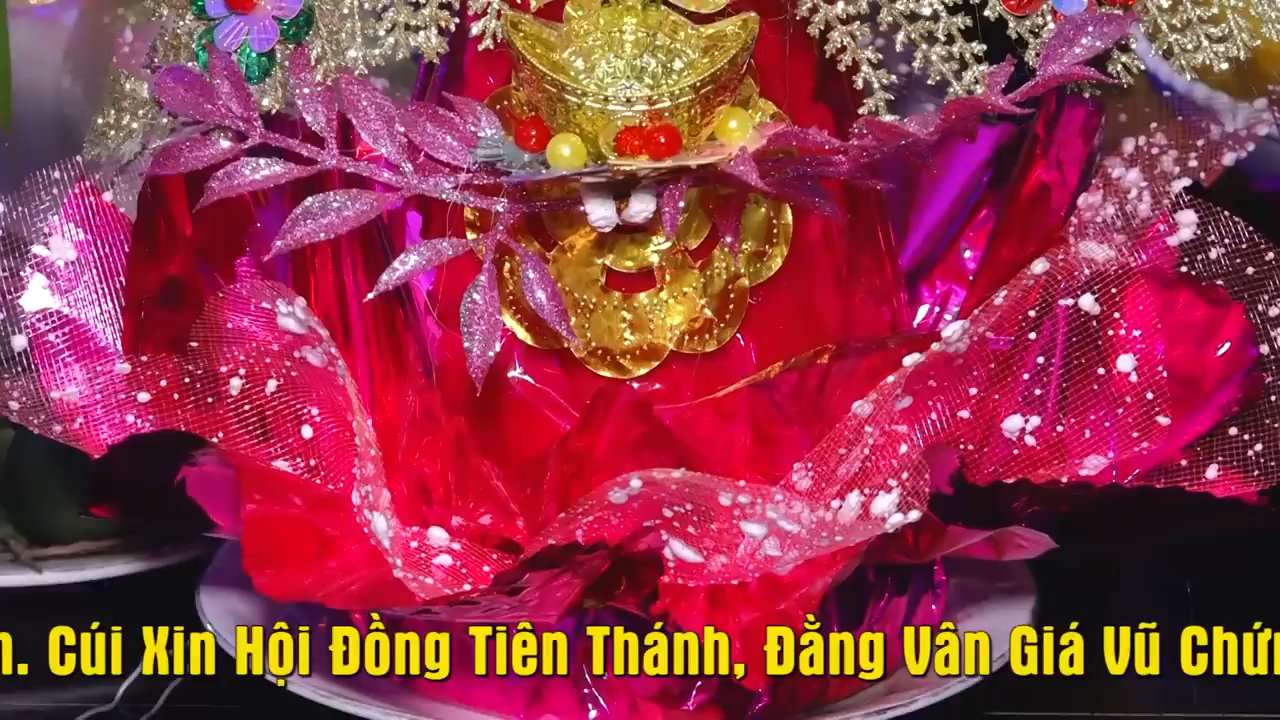 . Cúi Xin Hội Đồng Tiên Thánh, Đằng Vân Giá Vũ